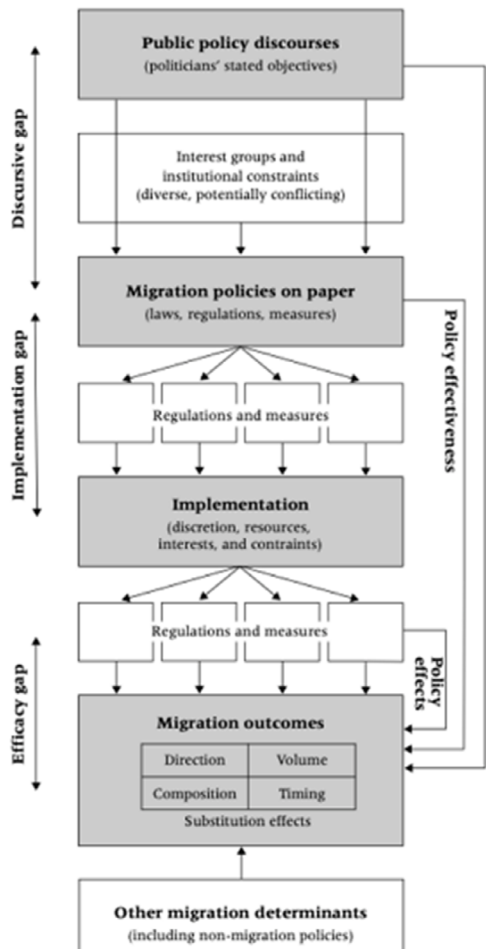 Public policy discourses
(politicians' stated objectives)
Discursive gap
Interest groups and
institutional constraints
(diverse, potentially conflicting)
Migration policies on paper
(laws, regulations, measures)
Implementation gap
Policy effectiveness
Regulations and measures
Implementation
(discretion, resources,
interests, and contraints)
Regulations and measures
Policy
effects
Efficacy gap
Migration outcomes
Direction
Volume
Composition
Timing
Substitution effects
Other migration determinants
(including non-migration policies)